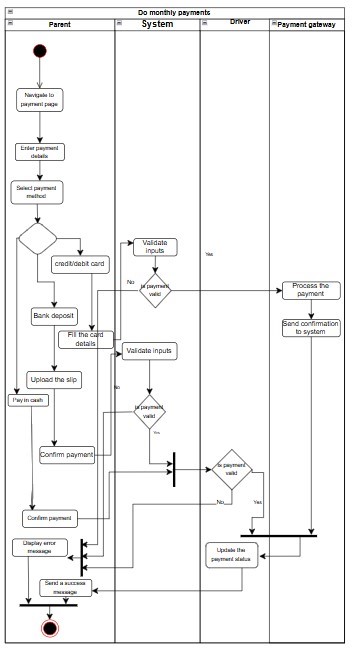 Do monthly payments
Parent
System
Driver
Payment gateway
Navigate to
payment page
Enter payment
details
Select payment
method
credit/debit card
Bank deposit
Fill the card
details
Upload the slip
Pay in cash
Confirm payment
Confirm payment
Display error
message
Send a success
message
Validate
inputs
No
is payment
valid
Yes
Validate inputs
No
is payment
valid
Yes
is payment
valid
No
Yes
Update the
payment status
Process the
payment
Send confirmation
to system